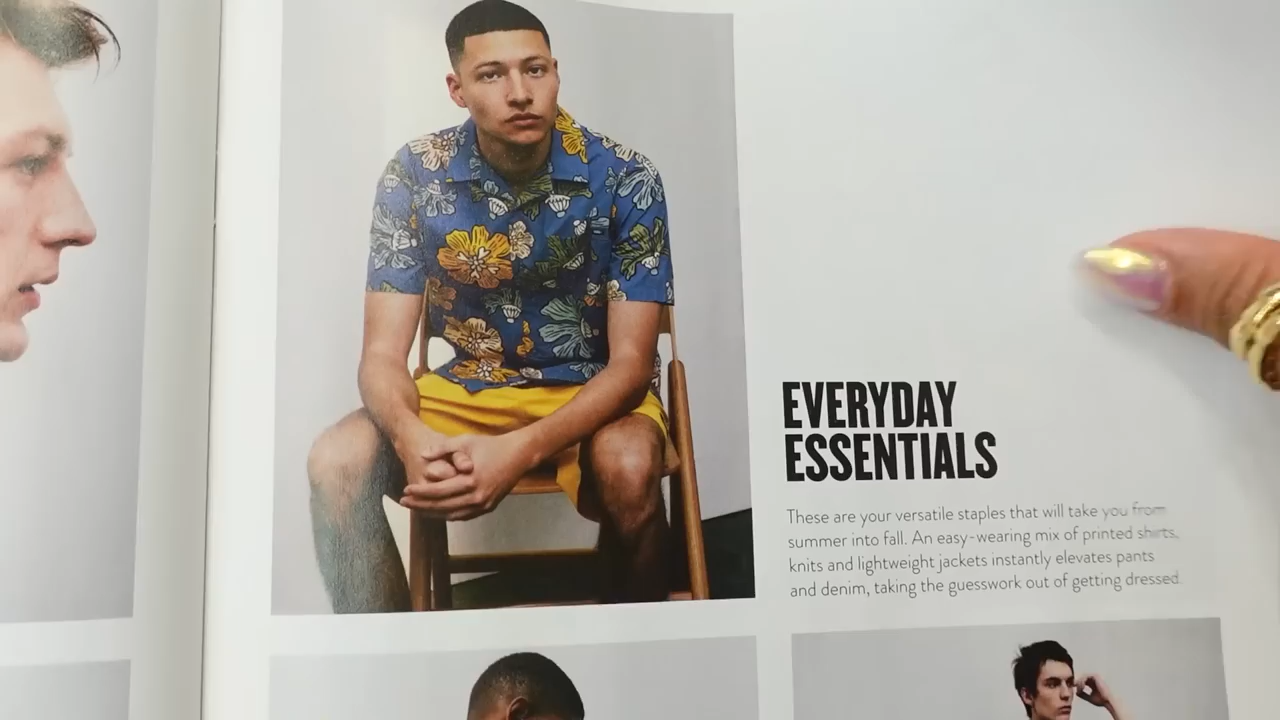 EVERYDAY
ESSENTIALS
These are your versatile staples that will take you from
summer into fall. An easy-wearing mix of printed shirts,
knits and lightweight jackets instantly elevates pants
and denim, taking the guesswork out of getting dressed.